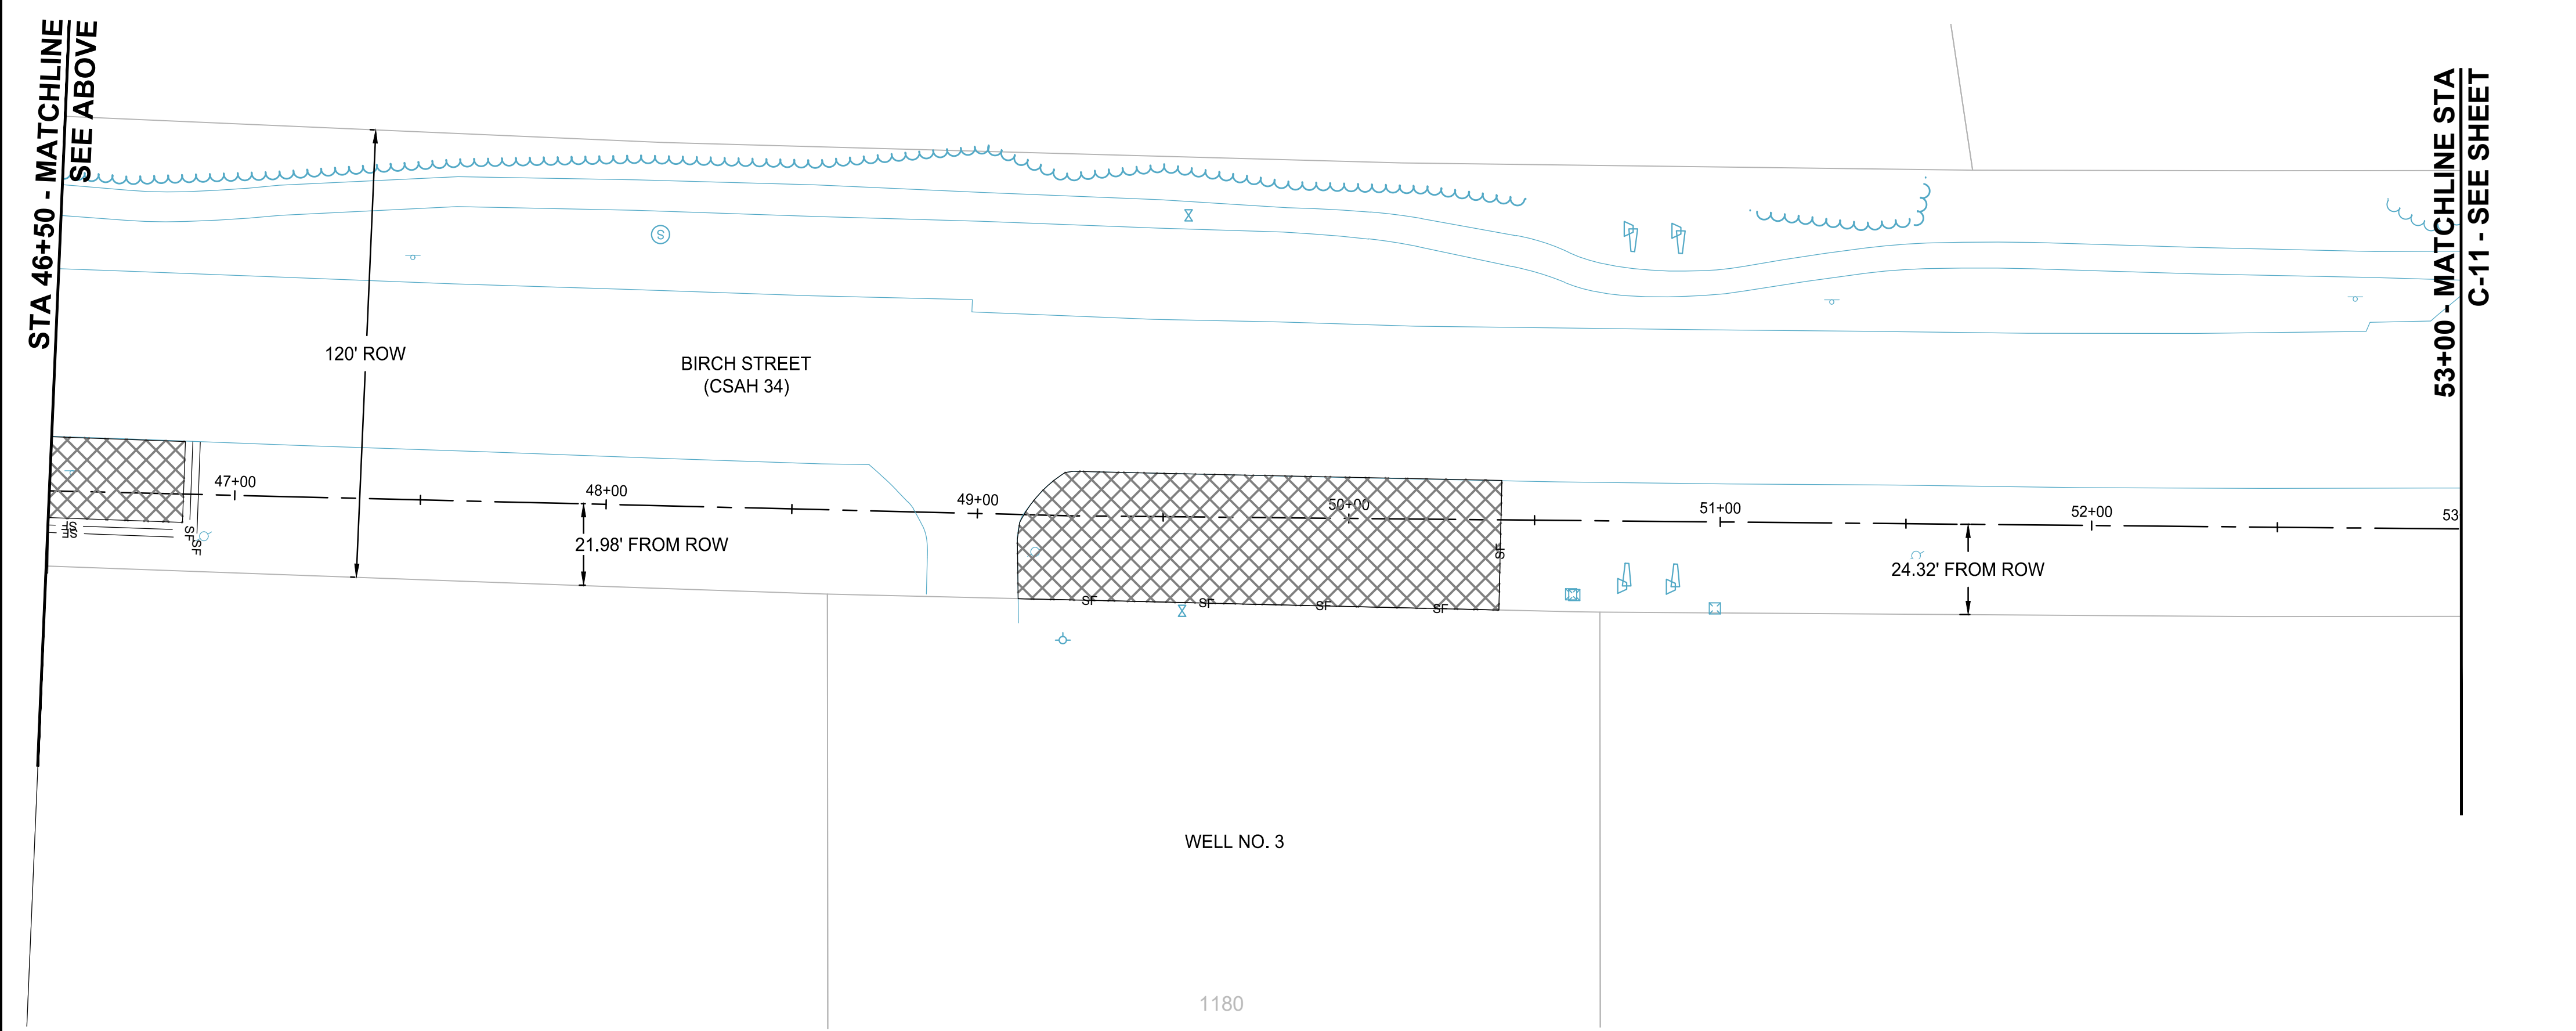 STA 46+50 - MATCHLINE
SEE ABOVE
53+00 - MATCHLINE STA
C-11 - SEE SHEET
120' ROW
BIRCH STREET
(CSAH 34)
S
47+00
48+00
49+00
50+00
51+00
52+00
53
21.98' FROM ROW
24.32' FROM ROW
SF
SF
SF
SF
SF
SF
SF
SF
SF
WELL NO. 3
1180